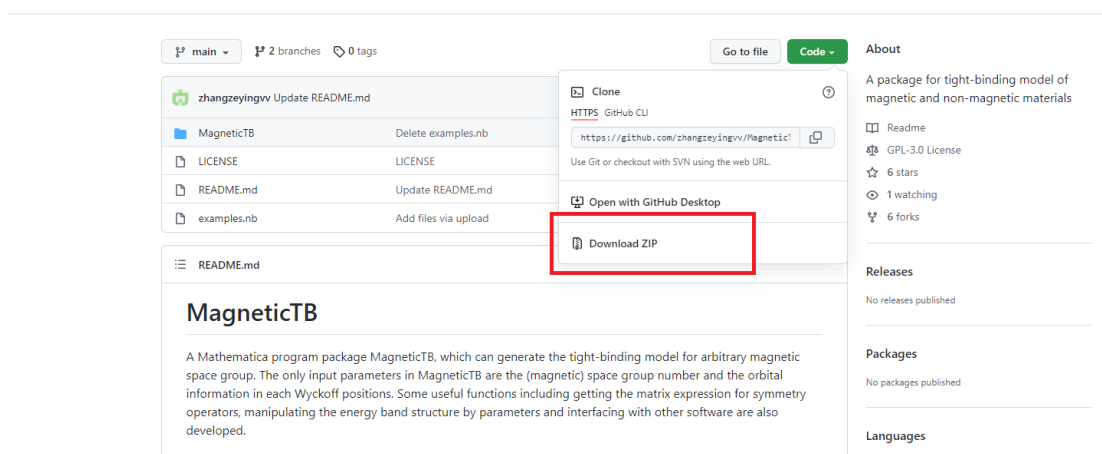 main
2 branches
0 tags
Go to file
Code
zhangzeyingvv Update README.md
MagneticTB Delete examples.nb
LICENSE LICENSE
README.md Update README.md
examples.nb Add files via upload
Clone
HTTPS GitHub CLI
https://github.com/zhangzeyingvv/Magnetic
Use Git or checkout with SVN using the web URL.
Open with GitHub Desktop
Download ZIP
README.md
MagneticTB
A Mathematica program package MagneticTB, which can generate the tight-binding model for arbitrary magnetic
space group. The only input parameters in MagneticTB are the (magnetic) space group number and the orbital
information in each Wyckoff positions. Some useful functions including getting the matrix expression for symmetry
operators, manipulating the energy band structure by parameters and interfacing with other software are also
developed.
About
A package for tight-binding model of
magnetic and non-magnetic materials
Readme
GPL-3.0 License
6 stars
1 watching
6 forks
Releases
No releases published
Packages
No packages published
Languages